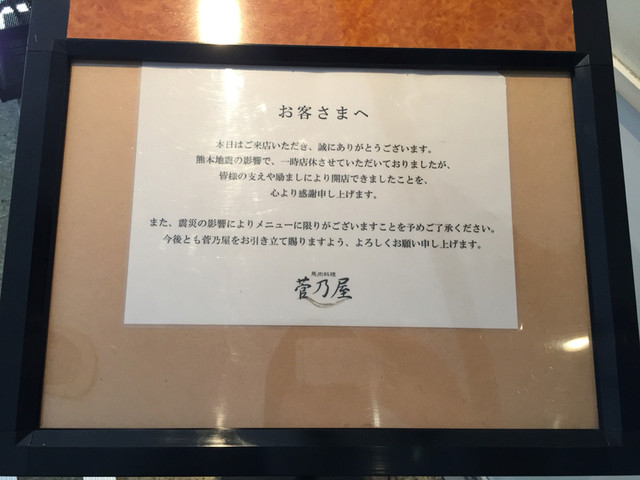 お客さまへ
本日はご来店いただき、誠にありがとうございます。
熊本地震の影響で、一時店休させていただいておりましたが、
皆様の支えや励ましにより開店できましたことを、
心より感謝申し上げます。
また、震災の影響によりメニューに限りがございますことを予めご了承ください。
今後とも菅乃屋をお引き立て賜りますよう、よろしくお願い申し上げます。
馬肉料理
菅乃屋